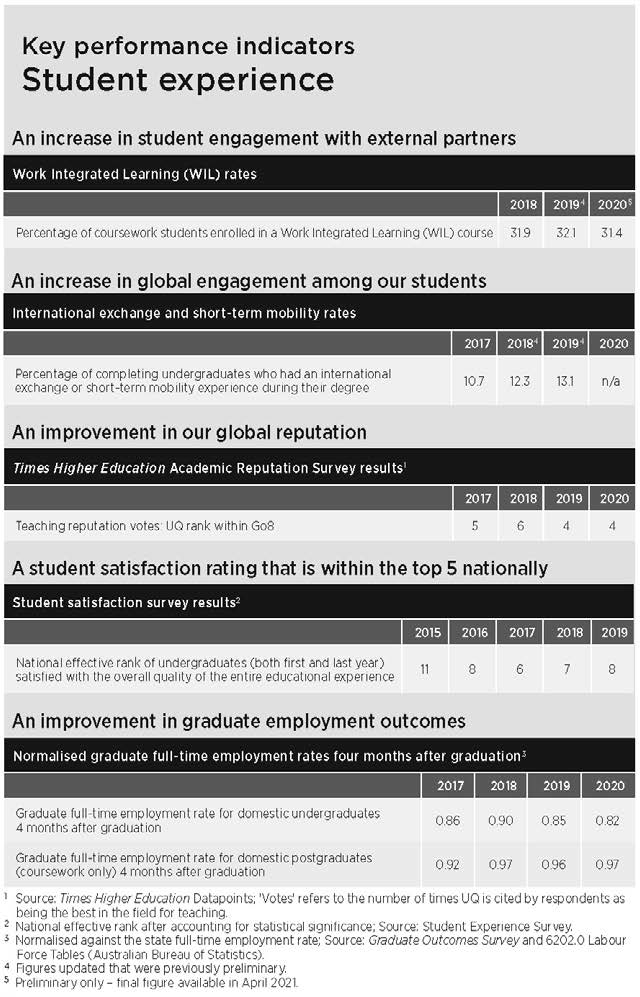 Key performance indicators
Student experience
An increase in student engagement with external partners
Work Integrated Learning (WIL) rates
2018 2019⁴ 2020⁵
Percentage of coursework students enrolled in a Work Integrated Learning (WIL) course 31.9 32.1 31.4
An increase in global engagement among our students
International exchange and short-term mobility rates
2017 2018⁴ 2019⁴ 2020
Percentage of completing undergraduates who had an international
exchange or short-term mobility experience during their degree 10.7 12.3 13.1 n/a
An improvement in our global reputation
Times Higher Education Academic Reputation Survey results¹
2017 2018 2019 2020
Teaching reputation votes: UQ rank within Go8 5 6 4 4
A student satisfaction rating that is within the top 5 nationally
Student satisfaction survey results²
2015 2016 2017 2018 2019
National effective rank of undergraduates (both first and last year)
satisfied with the overall quality of the entire educational experience 11 8 6 7 8
An improvement in graduate employment outcomes
Normalised graduate full-time employment rates four months after graduation³
2017 2018 2019 2020
Graduate full-time employment rate for domestic undergraduates
4 months after graduation 0.86 0.90 0.85 0.82
Graduate full-time employment rate for domestic postgraduates
(coursework only) 4 months after graduation 0.92 0.97 0.96 0.97
¹ Source: Times Higher Education Datapoints; 'Votes' refers to the number of times UQ is cited by respondents as
being the best in the field for teaching.
² National effective rank after accounting for statistical significance; Source: Student Experience Survey.
³ Normalised against the state full-time employment rate; Source: Graduate Outcomes Survey and 6202.0 Labour
Force Tables (Australian Bureau of Statistics).
⁴ Figures updated that were previously preliminary.
⁵ Preliminary only – final figure available in April 2021.